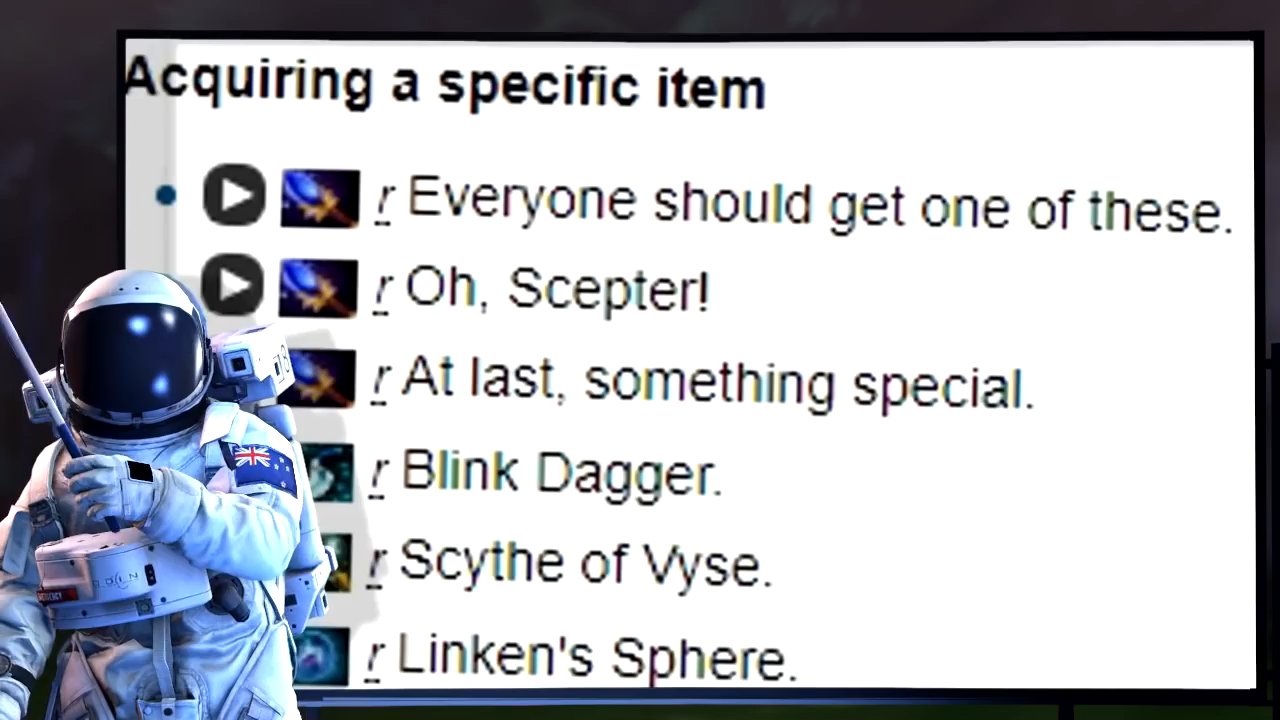 Acquiring a specific item
r Everyone should get one of these.
r Oh, Scepter!
r At last, something special.
r Blink Dagger.
r Scythe of Vyse.
r Linken's Sphere.